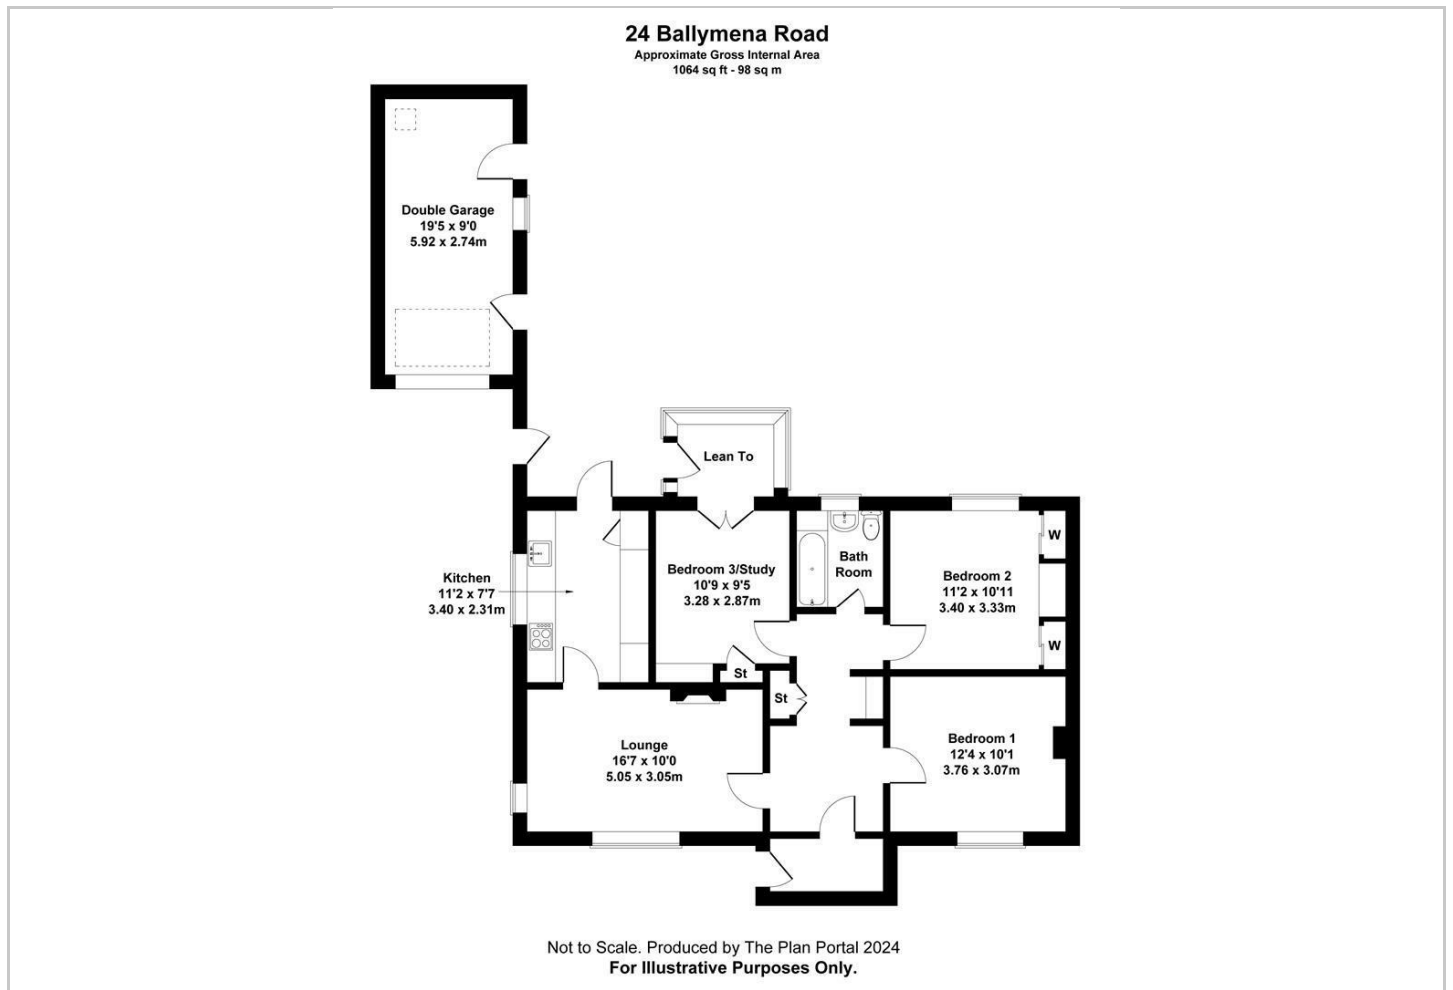 24 Ballymena Road
Approximate Gross Internal Area
1064 sq ft - 98 sq m
Double Garage
19'5 x 9'0
5.92 x 2.74m
Lean To
Kitchen
11'2 x 7'7
3.40 x 2.31m
Bedroom 3/Study
10'9 x 9'5
3.28 x 2.87m
Bath
Room
Bedroom 2
11'2 x 10'11
3.40 x 3.33m
W
W
St
St
Lounge
16'7 x 10'0
5.05 x 3.05m
Bedroom 1
12'4 x 10'1
3.76 x 3.07m
Not to Scale. Produced by The Plan Portal 2024
For Illustrative Purposes Only.